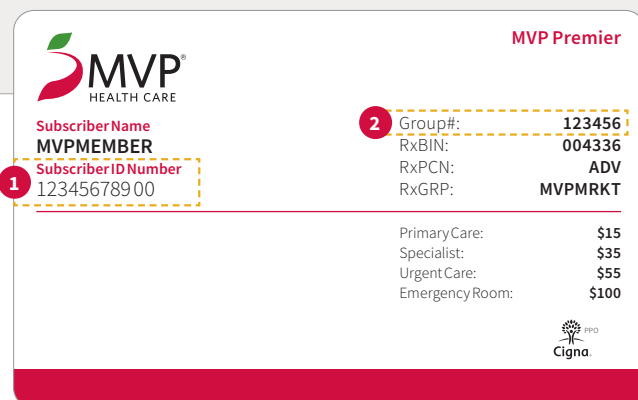 MVP Premier
MVP®
HEALTH CARE
Subscriber Name
MVPMEMBER
1 Subscriber ID Number
12345678900
2 Group#: 123456
RxBIN: 004336
RxPCN: ADV
RxGRP: MVPMRKT
Primary Care: $15
Specialist: $35
Urgent Care: $55
Emergency Room: $100
PPO
Cigna.